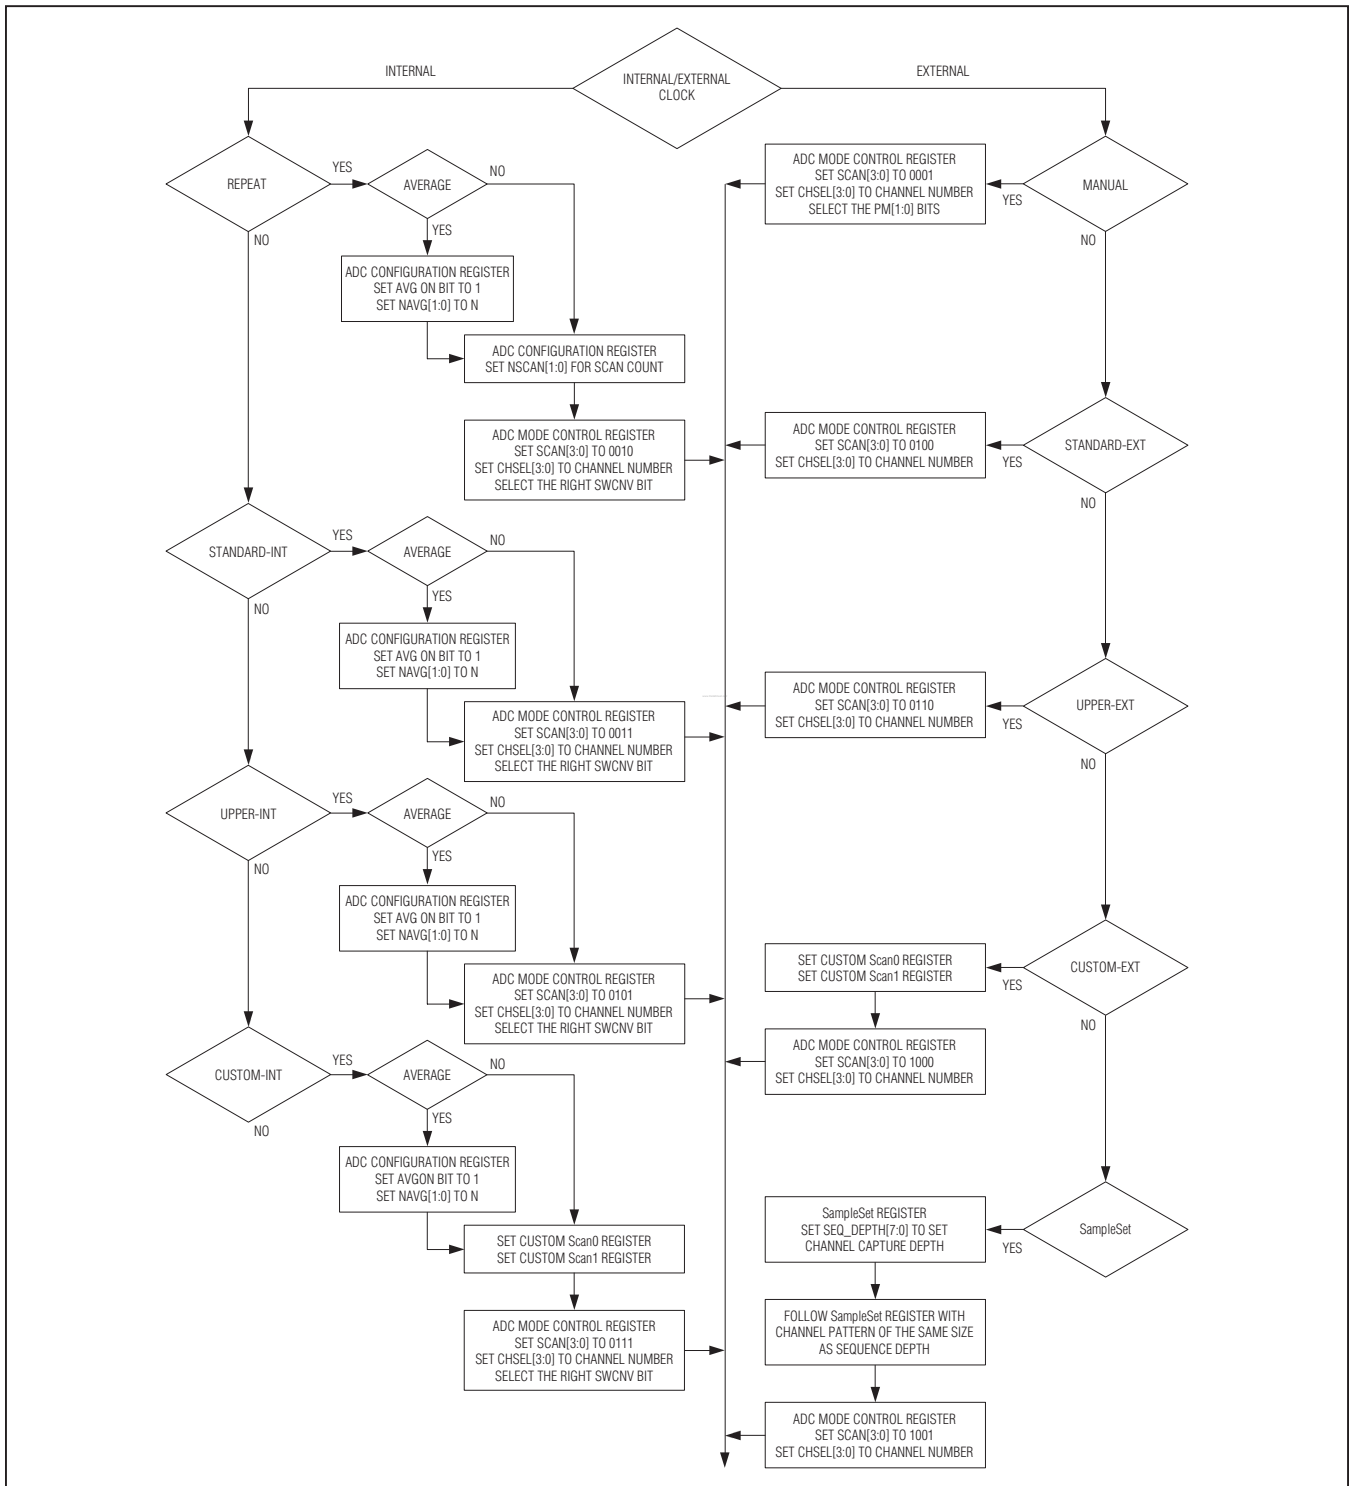 INTERNAL/EXTERNAL
CLOCK
INTERNAL
EXTERNAL
REPEAT
YES
NO
AVERAGE
NO
YES
ADC CONFIGURATION REGISTER
SET AVG ON BIT TO 1
SET NAVG[1:0] TO N
ADC CONFIGURATION REGISTER
SET NSCAN[1:0] FOR SCAN COUNT
ADC MODE CONTROL REGISTER
SET SCAN[3:0] TO 0010
SET CHSEL[3:0] TO CHANNEL NUMBER
SELECT THE RIGHT SWCNV BIT
STANDARD-INT
YES
NO
AVERAGE
NO
YES
ADC CONFIGURATION REGISTER
SET AVG ON BIT TO 1
SET NAVG[1:0] TO N
ADC MODE CONTROL REGISTER
SET SCAN[3:0] TO 0011
SET CHSEL[3:0] TO CHANNEL NUMBER
SELECT THE RIGHT SWCNV BIT
UPPER-INT
YES
NO
AVERAGE
NO
YES
ADC CONFIGURATION REGISTER
SET AVG ON BIT TO 1
SET NAVG[1:0] TO N
ADC MODE CONTROL REGISTER
SET SCAN[3:0] TO 0101
SET CHSEL[3:0] TO CHANNEL NUMBER
SELECT THE RIGHT SWCNV BIT
CUSTOM-INT
YES
NO
AVERAGE
NO
YES
ADC CONFIGURATION REGISTER
SET AVGON BIT TO 1
SET NAVG[1:0] TO N
SET CUSTOM Scan0 REGISTER
SET CUSTOM Scan1 REGISTER
ADC MODE CONTROL REGISTER
SET SCAN[3:0] TO 0111
SET CHSEL[3:0] TO CHANNEL NUMBER
SELECT THE RIGHT SWCNV BIT
MANUAL
YES
NO
ADC MODE CONTROL REGISTER
SET SCAN[3:0] TO 0001
SET CHSEL[3:0] TO CHANNEL NUMBER
SELECT THE PM[1:0] BITS
STANDARD-EXT
YES
NO
ADC MODE CONTROL REGISTER
SET SCAN[3:0] TO 0100
SET CHSEL[3:0] TO CHANNEL NUMBER
UPPER-EXT
YES
NO
ADC MODE CONTROL REGISTER
SET SCAN[3:0] TO 0110
SET CHSEL[3:0] TO CHANNEL NUMBER
CUSTOM-EXT
YES
NO
SET CUSTOM Scan0 REGISTER
SET CUSTOM Scan1 REGISTER
ADC MODE CONTROL REGISTER
SET SCAN[3:0] TO 1000
SET CHSEL[3:0] TO CHANNEL NUMBER
SampleSet
YES
SampleSet REGISTER
SET SEQ_DEPTH[7:0] TO SET
CHANNEL CAPTURE DEPTH
FOLLOW SampleSet REGISTER WITH
CHANNEL PATTERN OF THE SAME SIZE
AS SEQUENCE DEPTH
ADC MODE CONTROL REGISTER
SET SCAN[3:0] TO 1001
SET CHSEL[3:0] TO CHANNEL NUMBER